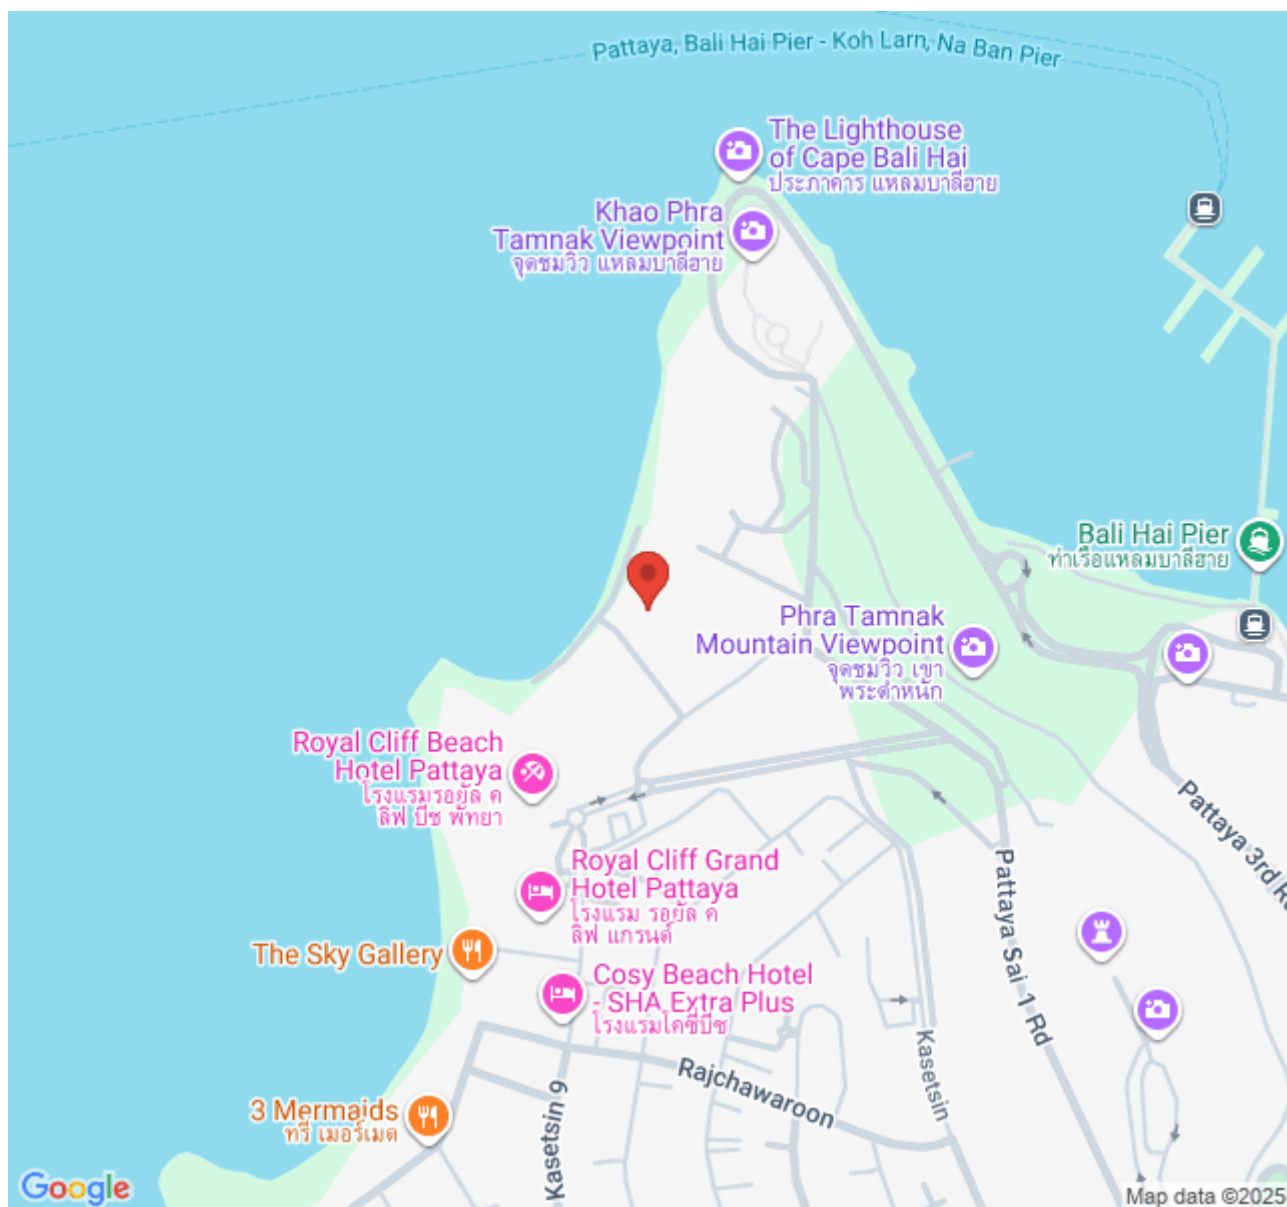 Pattaya, Bali Hai Pier - Koh Larn, Na Ban Pier
The Lighthouse
of Cape Bali Hai
ประภาคาร แหลมบาลีฮาย
Khao Phra
Tamnak Viewpoint
จุดชมวิว แหลมบาลีฮาย
Bali Hai Pier
ท่าเรือแหลมบาลีฮาย
Phra Tamnak
Mountain Viewpoint
จุดชมวิว เขา
พระตำหนัก
Royal Cliff Beach
Hotel Pattaya
โรงแรมรอยัล ค
ลิฟ บีช พัทยา
Pattaya 3rd R
Royal Cliff Grand
Hotel Pattaya
โรงแรม รอยัล ค
ลิฟ แกรนด์
Pattaya Sai 1 Rd
The Sky Gallery
Cosy Beach Hotel
- SHA Extra Plus
โรงแรมโคซี่บีช
Kasetsin
Rajchawaroon
Kasetsin 9
3 Mermaids
ทรี เมอร์เมด
Google
Map data ©2025